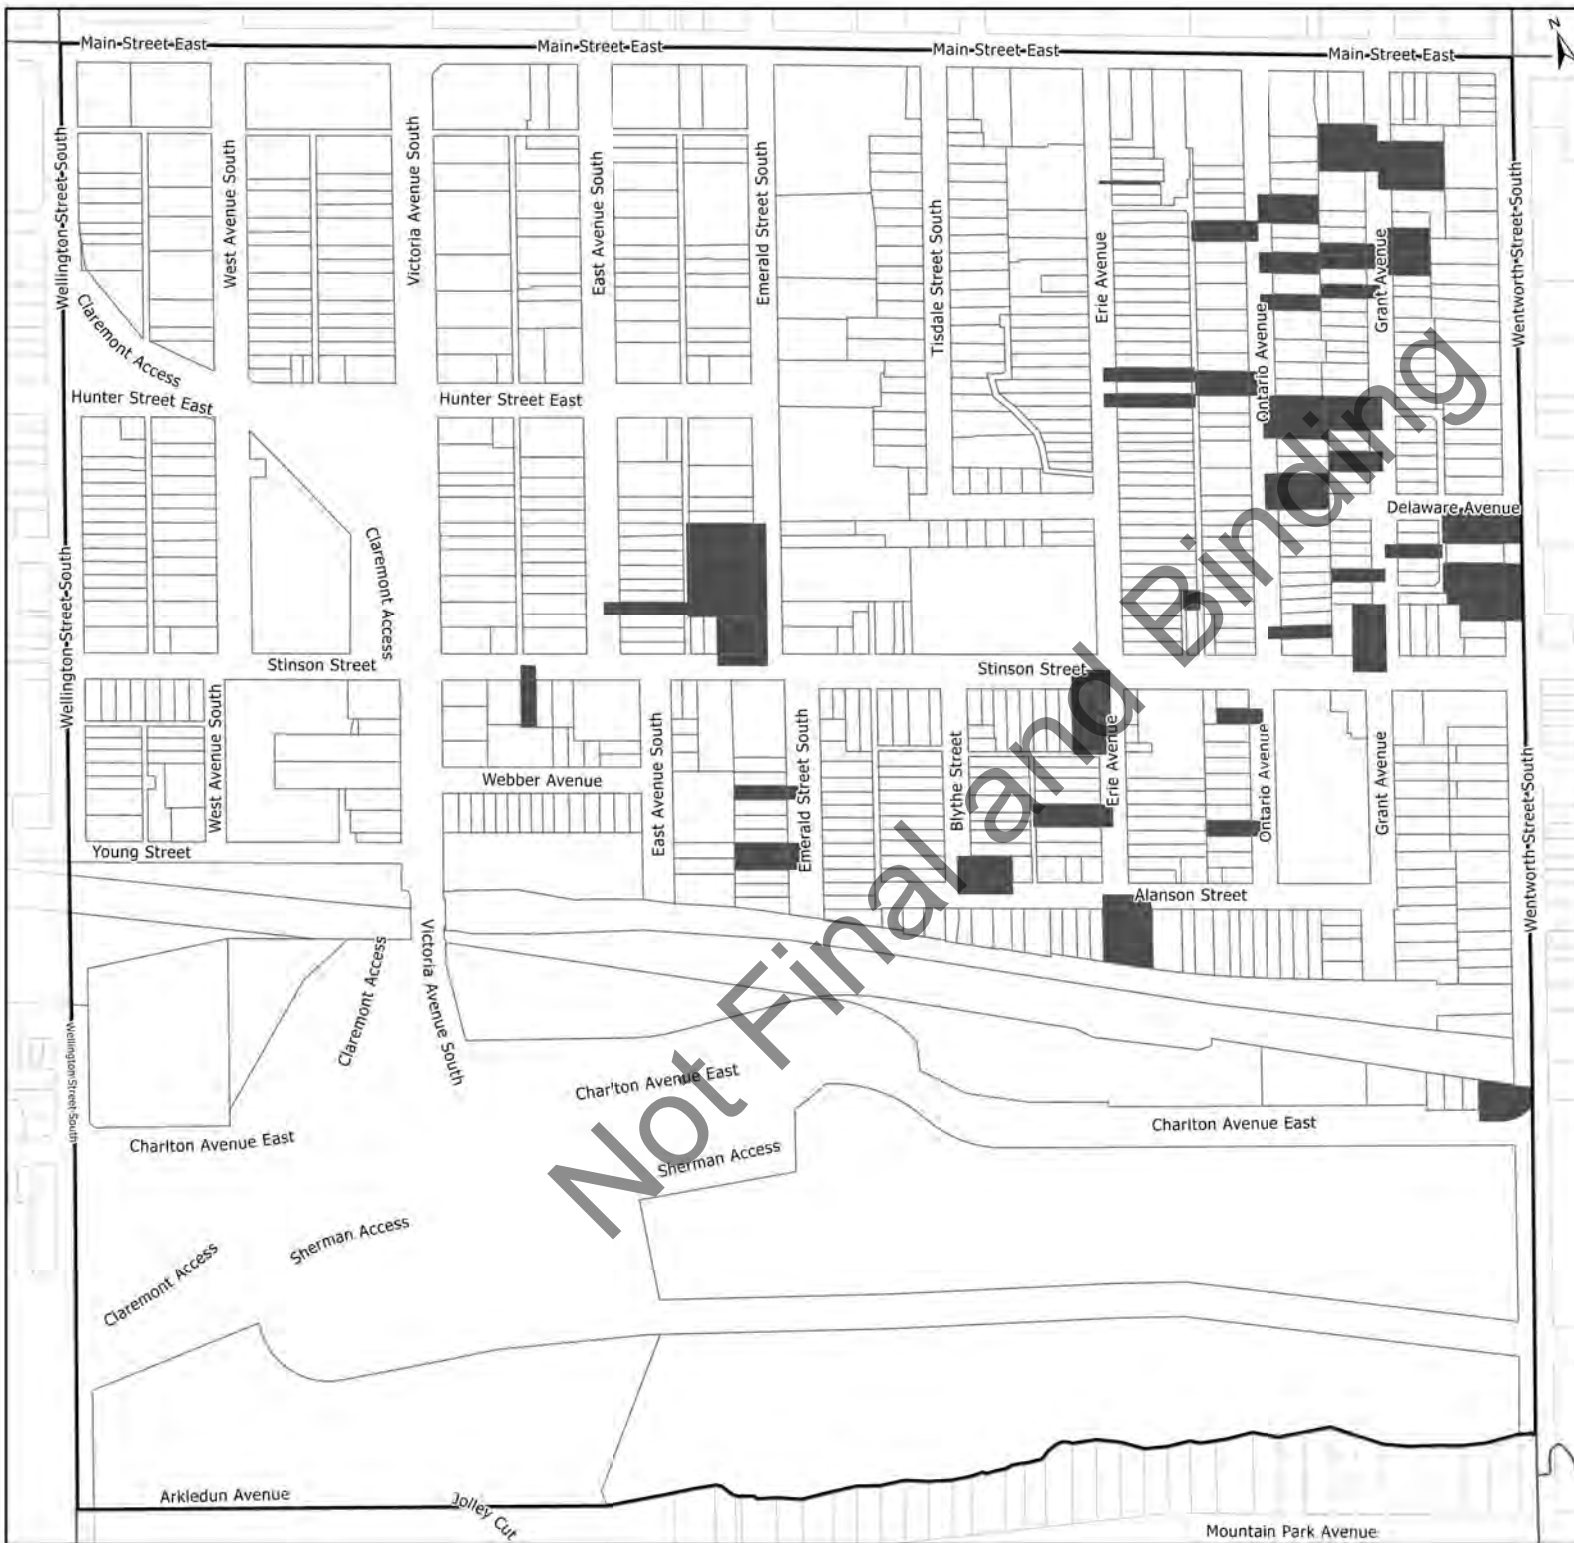 Main Street East
Main Street East
Main Street East
Main Street East
N
Wellington Street South
West Avenue South
Victoria Avenue South
East Avenue South
Emerald Street South
Tisdale Street South
Erie Avenue
Ontario Avenue
Grant Avenue
Wentworth Street South
Claremont Access
Hunter Street East
Hunter Street East
Delaware Avenue
Claremont Access
Wellington Street South
Stinson Street
Stinson Street
West Avenue South
Webber Avenue
East Avenue South
Emerald Street South
Blythe Street
Erie Avenue
Ontario Avenue
Grant Avenue
Wentworth Street South
Young Street
Alanson Street
Claremont Access
Victoria Avenue South
Wellington Street South
Charlton Avenue East
Charlton Avenue East
Charlton Avenue East
Sherman Access
Sherman Access
Claremont Access
Arkledun Avenue
Jolley Cut
Mountain Park Avenue
Not Final and Binding